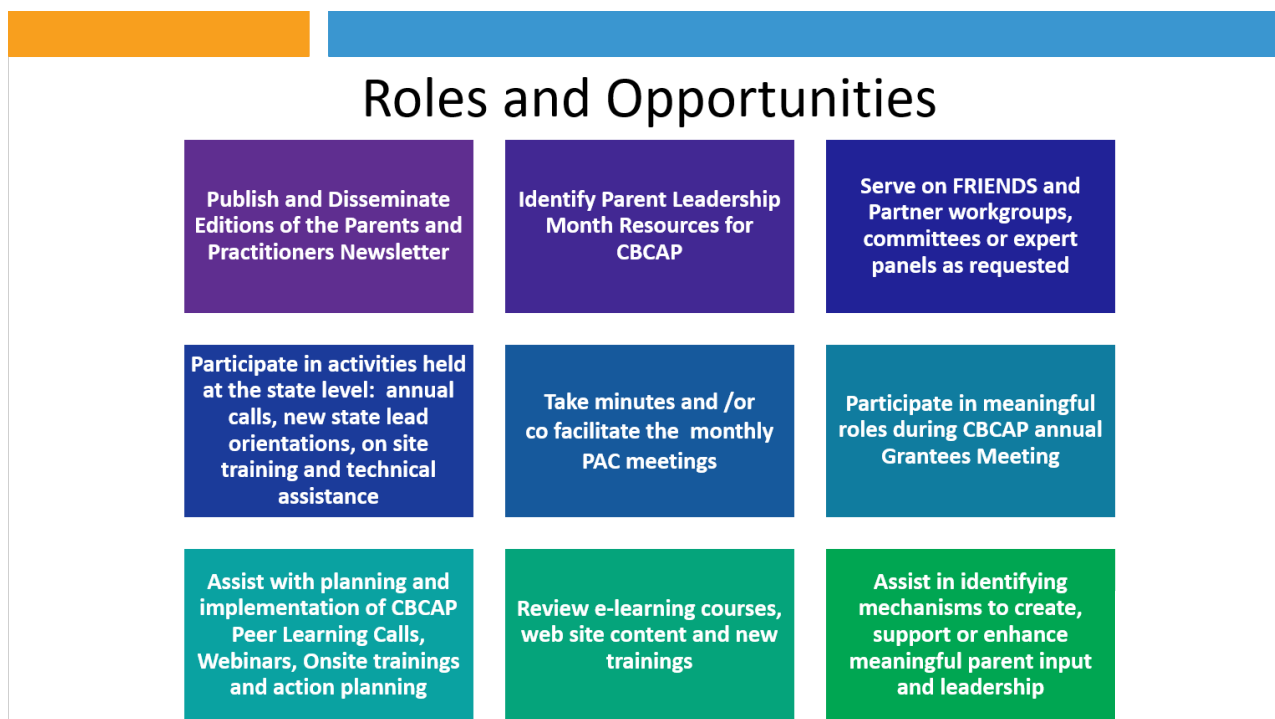 Roles and Opportunities
Publish and Disseminate
Editions of the Parents and
Practitioners Newsletter
Identify Parent Leadership
Month Resources for
CBCAP
Serve on FRIENDS and
Partner workgroups,
committees or expert
panels as requested
Participate in activities held
at the state level:  annual
calls, new state lead
orientations, on site
training and technical
assistance
Take minutes and /or
co facilitate the  monthly
PAC meetings
Participate in meaningful
roles during CBCAP annual
Grantees Meeting
Assist with planning and
implementation of CBCAP
Peer Learning Calls,
Webinars, Onsite trainings
and action planning
Review e-learning courses,
web site content and new
trainings
Assist in identifying
mechanisms to create,
support or enhance
meaningful parent input
and leadership